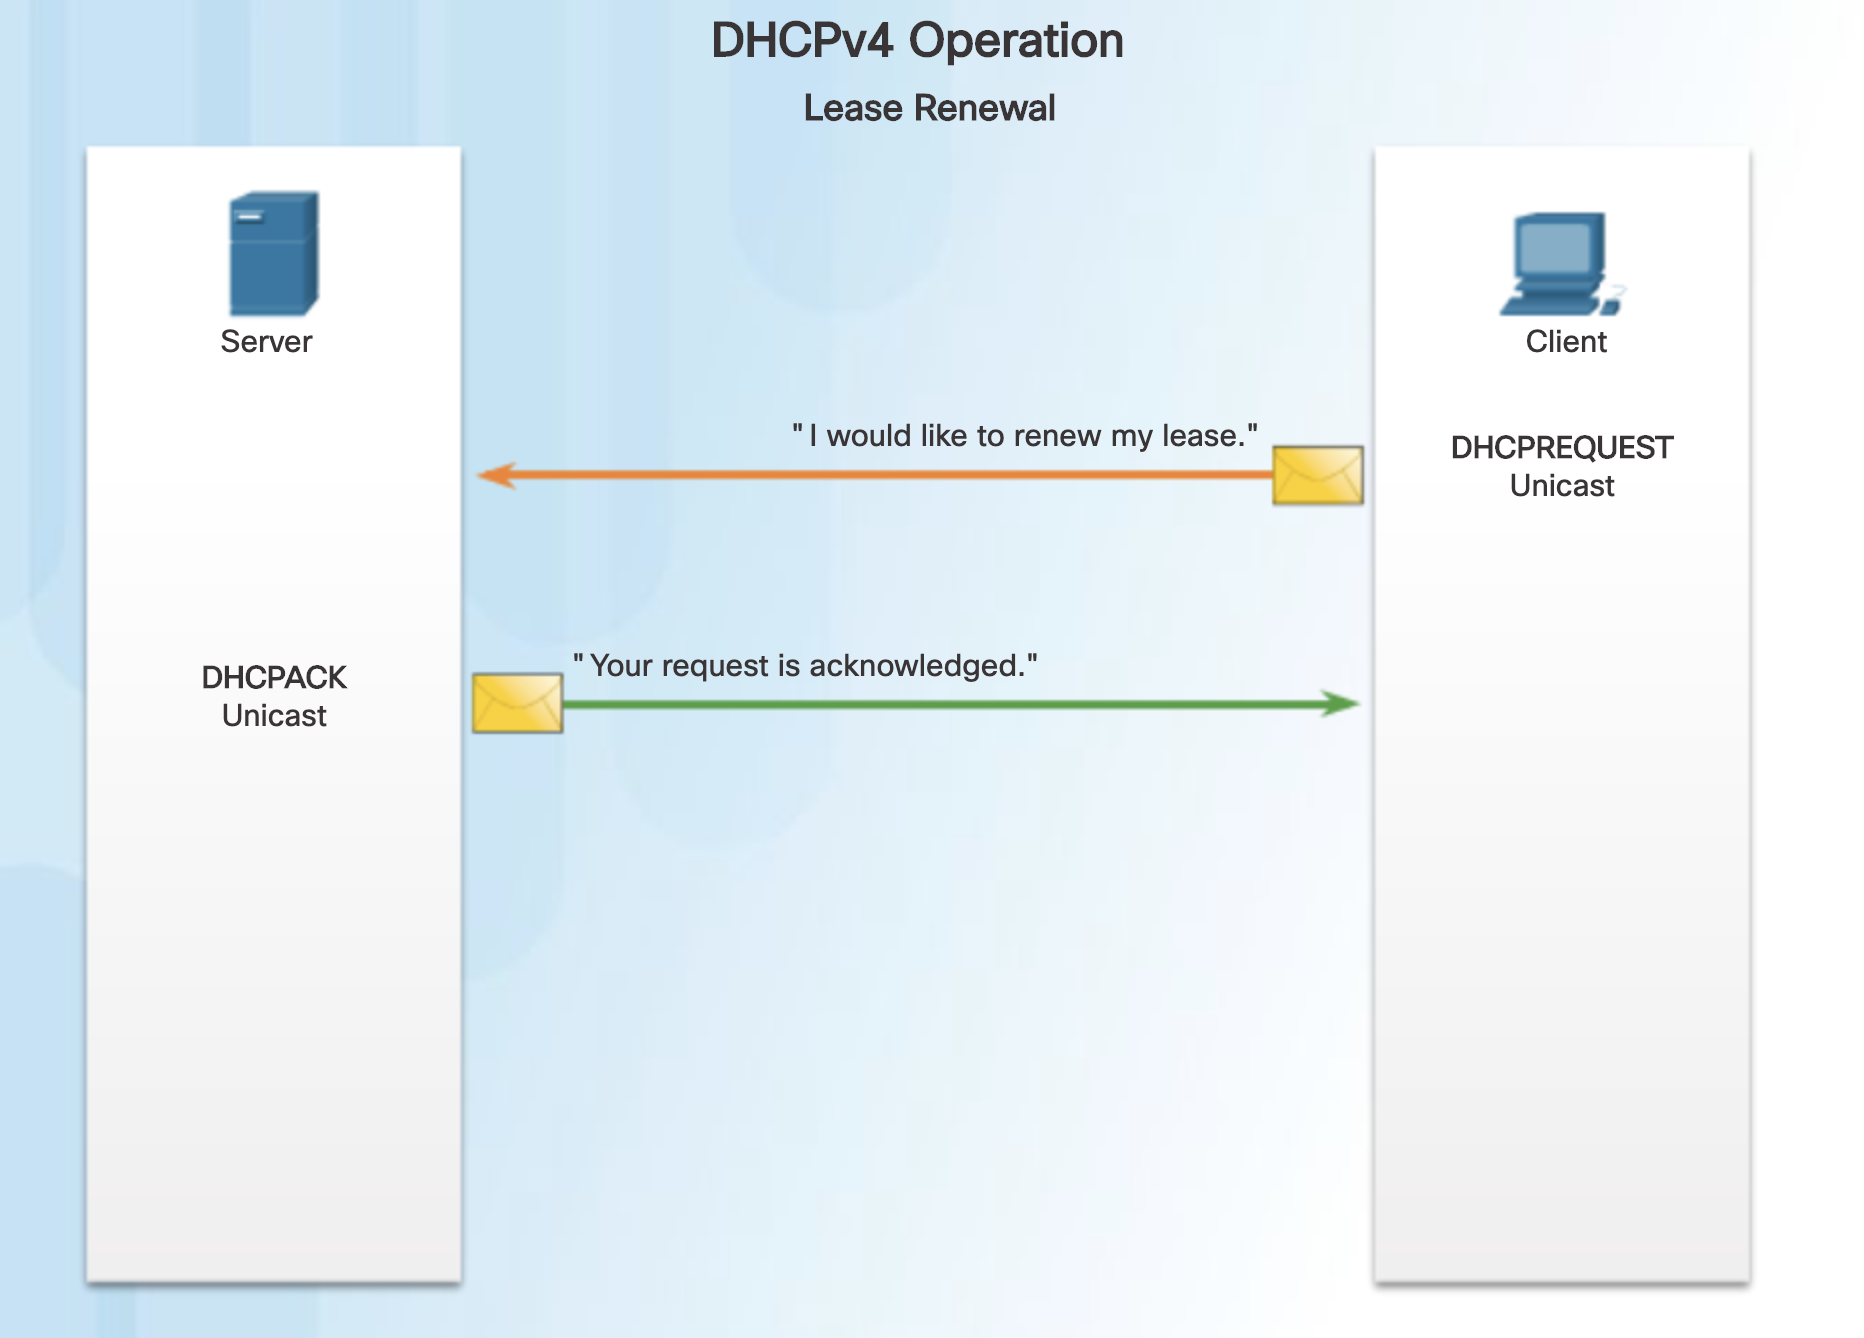 DHCPv4 Operation
Lease Renewal
Server
Client
" I would like to renew my lease."
DHCPREQUEST
Unicast
DHCPACK
Unicast
" Your request is acknowledged."